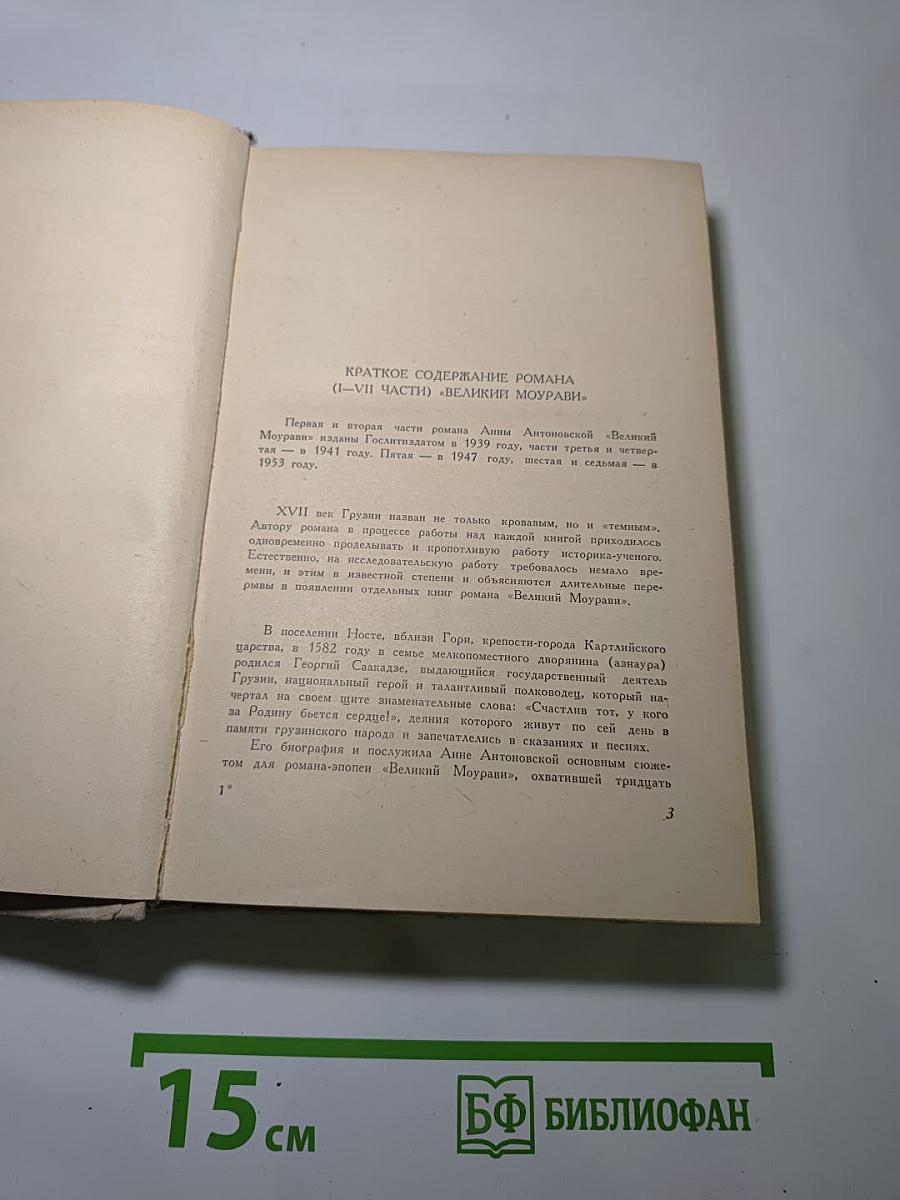 КРАТКОЕ СОДЕРЖАНИЕ РОМАНА
(I—VII ЧАСТИ) «ВЕЛИКИЙ МОУРАВИ»
Первая и вторая части романа Анны Антоновской «Великий
Моурави» изданы Гослитиздатом в 1939 году, части третья и четвер-
тая — в 1941 году. Пятая — в 1947 году, шестая и седьмая — в
1953 году.
XVII век Грузии назван не только кровавым, но и «темным».
Автору романа в процессе работы над каждой книгой приходилось
одновременно проделывать и кропотливую работу историка-ученого.
Естественно, на исследовательскую работу требовалось немало вре-
мени, и этим в известной степени и объясняются длительные пере-
рывы в появлении отдельных книг романа «Великий Моурави».
В поселении Носте, вблизи Гори, крепости-города Картлийского
царства, в 1582 году в семье мелкопоместного дворянина (азнаура)
родился Георгий Саакадзе, выдающийся государственный деятель
Грузии, национальный герой и талантливый полководец, который на-
чертал на своем щите знаменательные слова: «Счастлив тот, у кого
за Родину бьется сердце!», деяния которого живут по сей день в
памяти грузинского народа и запечатлелись в сказаниях и песнях.
Его биография и послужила Анне Антоновской основным сюже-
том для романа-эпопеи «Великий Моурави», охватившей тридцать
1*
3
15 см
БФ БИБЛИОФАН